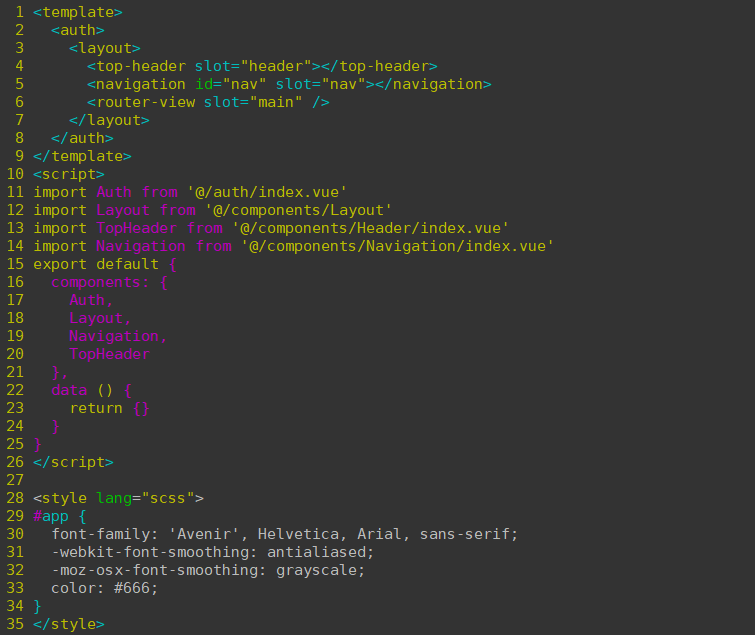 1 <template>
2   <auth>
3     <layout>
4       <top-header slot="header"></top-header>
5       <navigation id="nav" slot="nav"></navigation>
6       <router-view slot="main" />
7     </layout>
8   </auth>
9 </template>
10 <script>
11 import Auth from '@/auth/index.vue'
12 import Layout from '@/components/Layout'
13 import TopHeader from '@/components/Header/index.vue'
14 import Navigation from '@/components/Navigation/index.vue'
15 export default {
16   components: {
17     Auth,
18     Layout,
19     Navigation,
20     TopHeader
21   },
22   data () {
23     return {}
24   }
25 }
26 </script>
27
28 <style lang="scss">
29 #app {
30   font-family: 'Avenir', Helvetica, Arial, sans-serif;
31   -webkit-font-smoothing: antialiased;
32   -moz-osx-font-smoothing: grayscale;
33   color: #666;
34 }
35 </style>